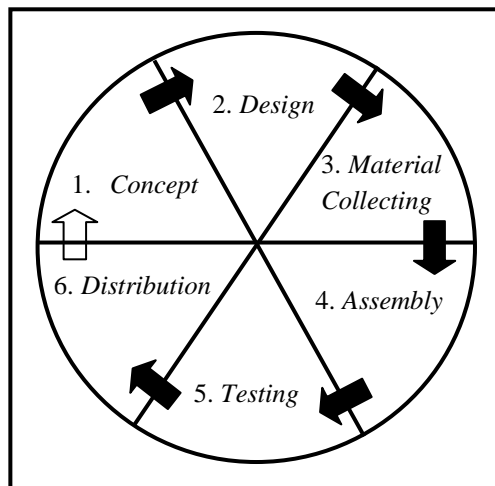 1. Concept
2. Design
3. Material
Collecting
4. Assembly
5. Testing
6. Distribution